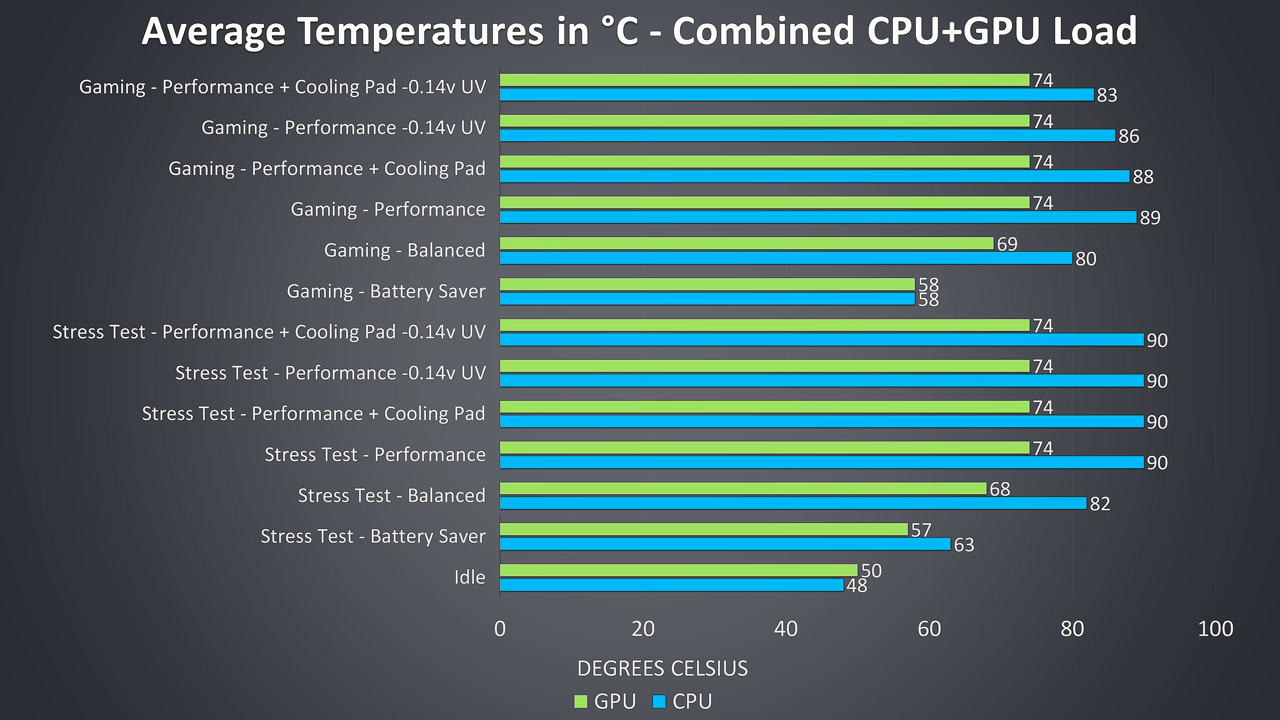 Average Temperatures in °C - Combined CPU+GPU Load
Gaming - Performance + Cooling Pad -0.14v UV
74
83
Gaming - Performance -0.14v UV
74
86
Gaming - Performance + Cooling Pad
74
88
Gaming - Performance
74
89
Gaming - Balanced
69
80
Gaming - Battery Saver
58
58
Stress Test - Performance + Cooling Pad -0.14v UV
74
90
Stress Test - Performance -0.14v UV
74
90
Stress Test - Performance + Cooling Pad
74
90
Stress Test - Performance
74
90
Stress Test - Balanced
68
82
Stress Test - Battery Saver
57
63
Idle
50
48
0 20 40 60 80 100
DEGREES CELSIUS
GPU CPU